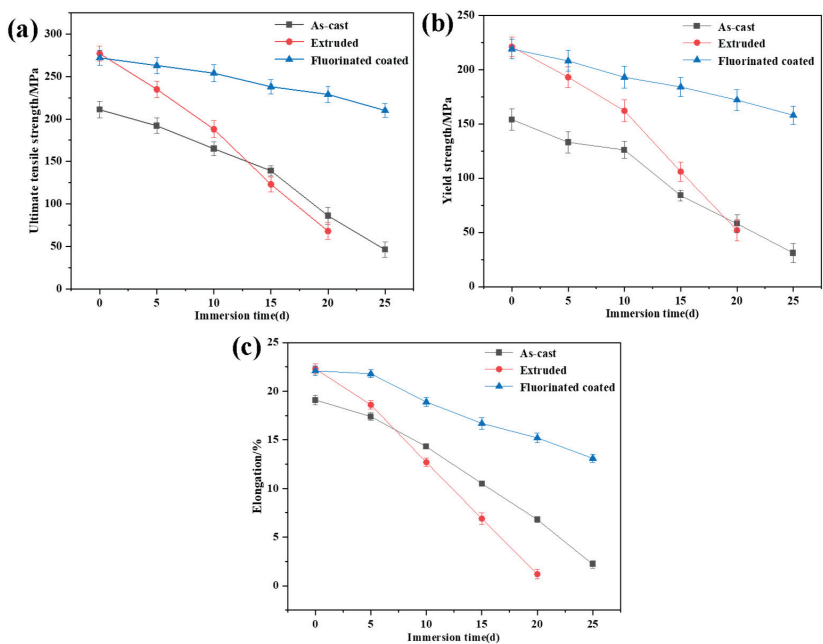 (a)
As-cast
Extruded
Fluorinated coated
Ultimate tensile strength/MPa
300
250
200
150
100
50
0
0 5 10 15 20 25
Immersion time(d)
(b)
As-cast
Extruded
Fluorinated coated
Yield strength/MPa
250
200
150
100
50
0
0 5 10 15 20 25
Immersion time(d)
(c)
As-cast
Extruded
Fluorinated coated
Elongation/%
25
20
15
10
5
0
0 5 10 15 20 25
Immersion time(d)